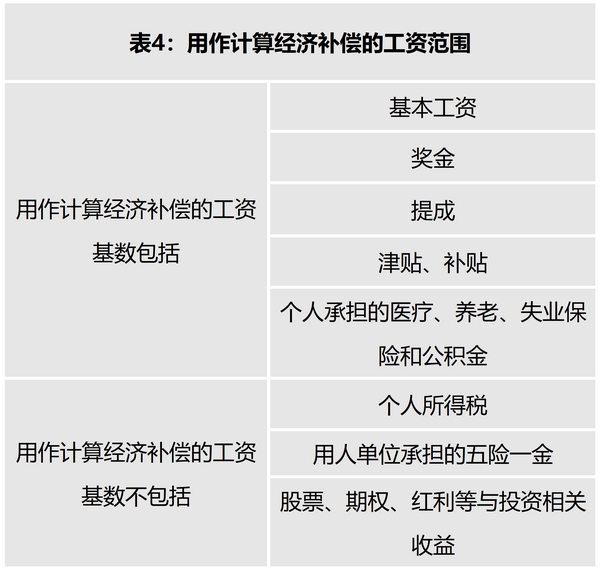 表4：用作计算经济补偿的工资范围
用作计算经济补偿的工资
基数包括
基本工资
奖金
提成
津贴、补贴
个人承担的医疗、养老、失业保
险和公积金
用作计算经济补偿的工资
基数不包括
个人所得税
用人单位承担的五险一金
股票、期权、红利等与投资相关
收益